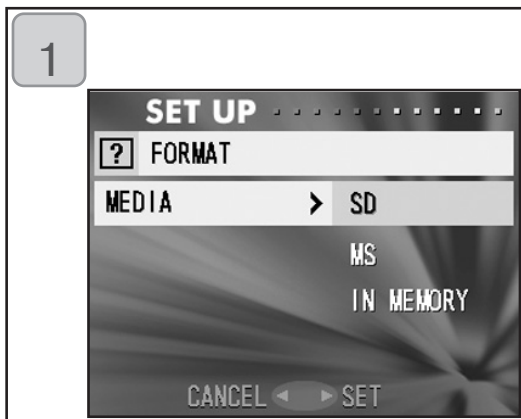 1
SET UP
? FORMAT
MEDIA > SD
MS
IN MEMORY
CANCEL ◀ ▶ SET